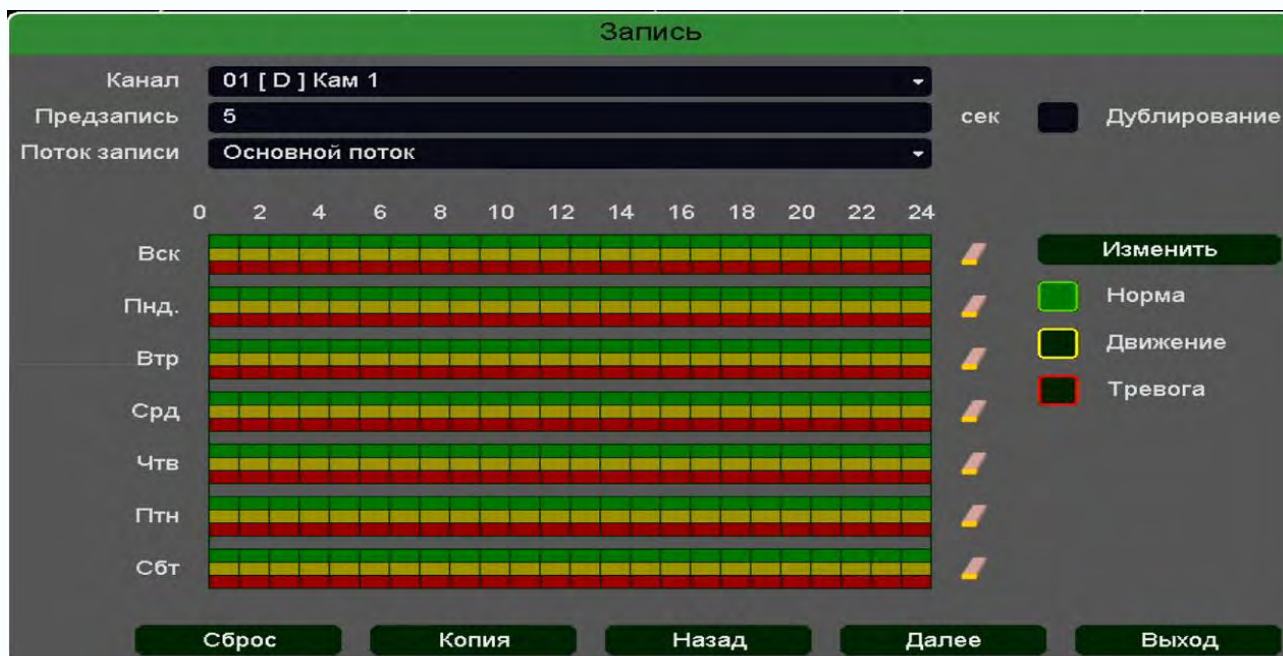 Запись
Канал 01 [ D ] Кам 1
Предзапись 5 сек Дублирование
Поток записи Основной поток
0 2 4 6 8 10 12 14 16 18 20 22 24
Вск Изменить
Пнд. Норма
Втр Движение
Срд Тревога
Чтв
Птн
Сбт
Сброс Копия Назад Далее Выход